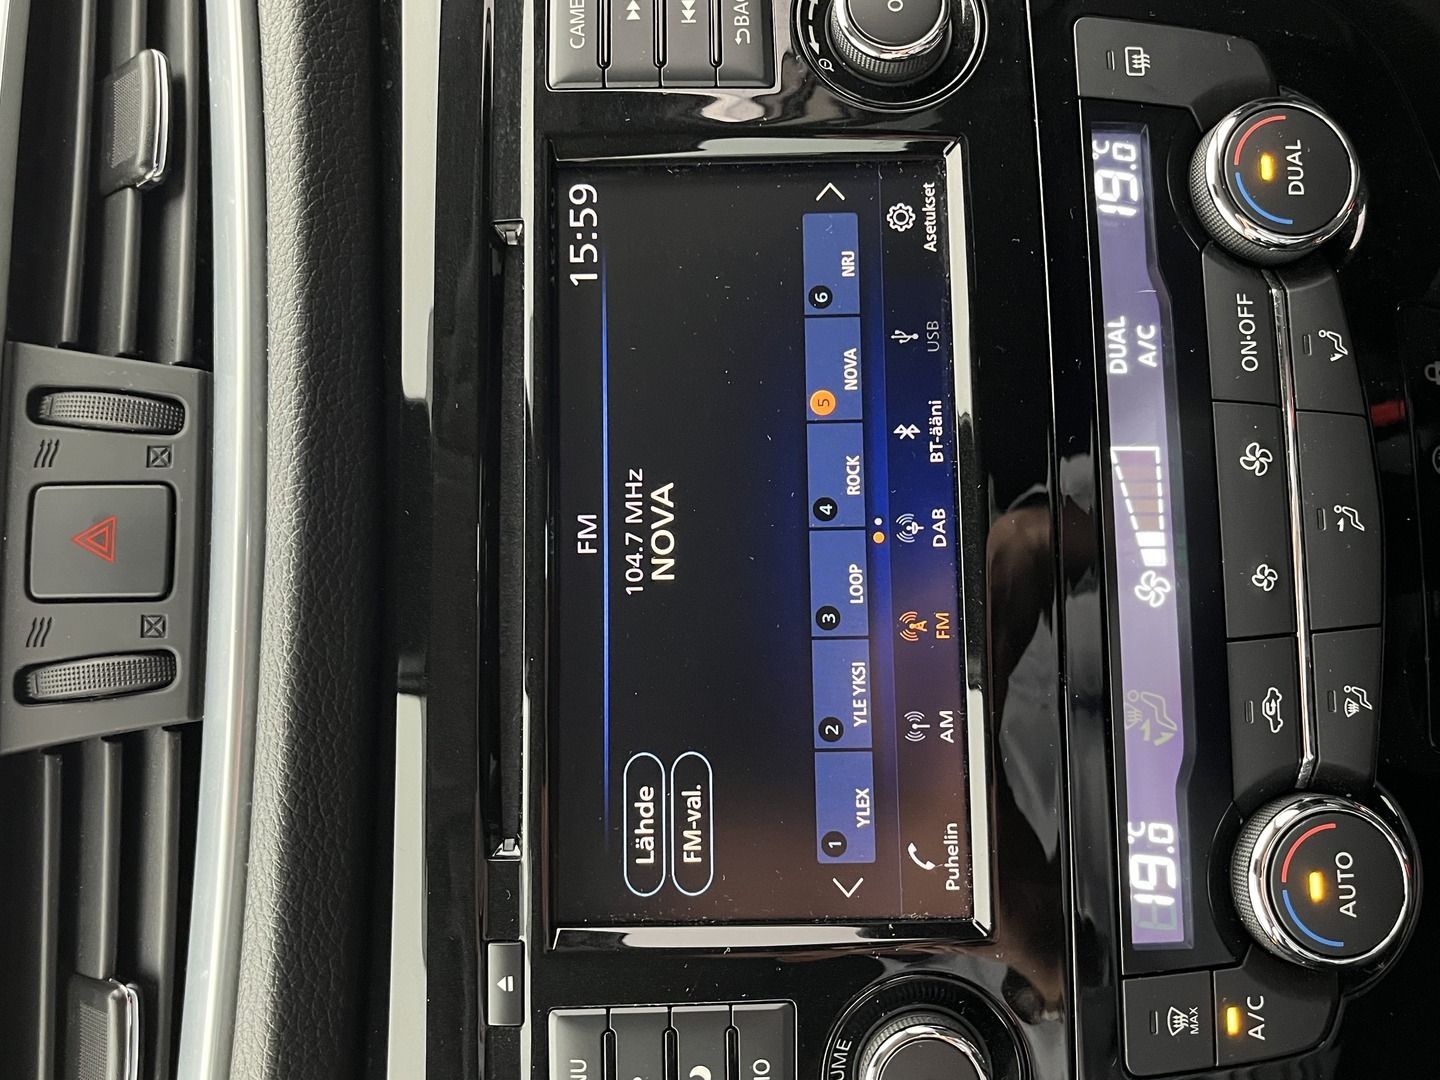 FM
15:59
Lähde
104.7 MHz
FM-val.
NOVA
1 YLEX
2 YLE YKSI
3 LOOP
4 ROCK
5 NOVA
6 NRJ
Puhelin
AM
FM
DAB
BT-ääni
USB
Asetukset
19.0 °C
DUAL
A/C
19.0 °C
MAX
A/C
AUTO
ON·OFF
DUAL